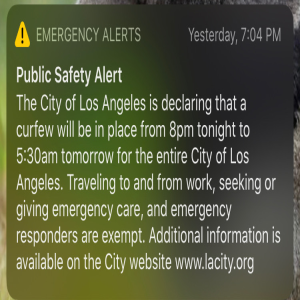 EMERGENCY ALERTS Yesterday, 7:04 PM
Public Safety Alert
The City of Los Angeles is declaring that a
curfew will be in place from 8pm tonight to
5:30am tomorrow for the entire City of Los
Angeles. Traveling to and from work, seeking or
giving emergency care, and emergency
responders are exempt. Additional information is
available on the City website www.lacity.org